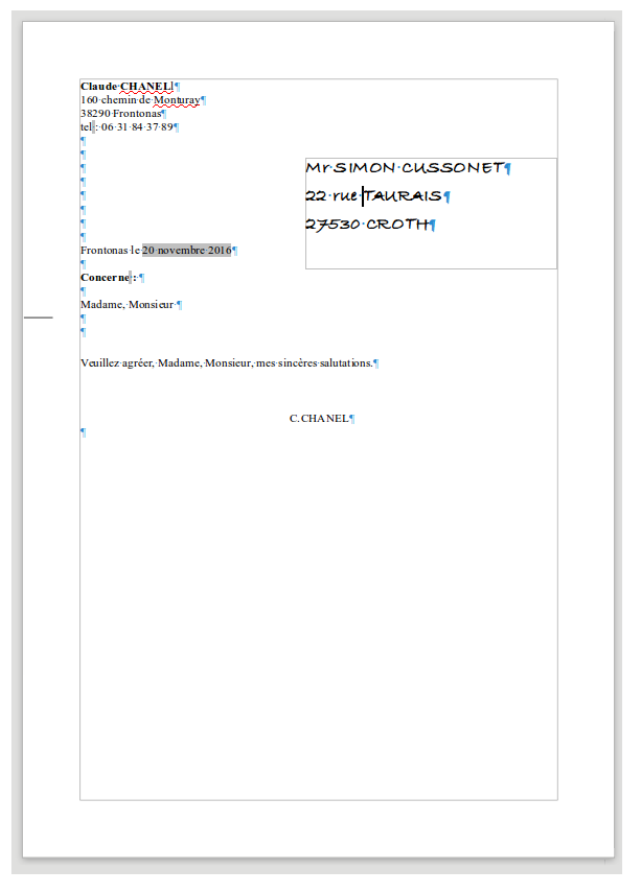 Claude CHANEL
160 chemin de Monturay
38290 Frontonas
tel : 06 31 84 37 89
Mr SIMON CUSSONET
22 rue TAURAIS
27530 CROTH
Frontonas le 20 novembre 2016
Concerne :
Madame, Monsieur
Veuillez agréer, Madame, Monsieur, mes sincères salutations.
C.CHANEL